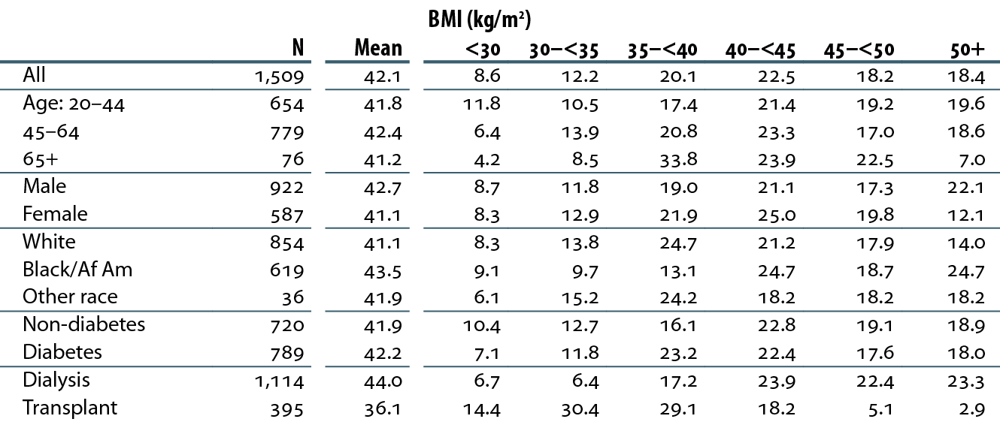 BMI (kg/m²)
N Mean <30 30–<35 35–<40 40–<45 45–<50 50+
All 1,509 42.1 8.6 12.2 20.1 22.5 18.2 18.4
Age: 20–44 654 41.8 11.8 10.5 17.4 21.4 19.2 19.6
45–64 779 42.4 6.4 13.9 20.8 23.3 17.0 18.6
65+ 76 41.2 4.2 8.5 33.8 23.9 22.5 7.0
Male 922 42.7 8.7 11.8 19.0 21.1 17.3 22.1
Female 587 41.1 8.3 12.9 21.9 25.0 19.8 12.1
White 854 41.1 8.3 13.8 24.7 21.2 17.9 14.0
Black/Af Am 619 43.5 9.1 9.7 13.1 24.7 18.7 24.7
Other race 36 41.9 6.1 15.2 24.2 18.2 18.2 18.2
Non-diabetes 720 41.9 10.4 12.7 16.1 22.8 19.1 18.9
Diabetes 789 42.2 7.1 11.8 23.2 22.4 17.6 18.0
Dialysis 1,114 44.0 6.7 6.4 17.2 23.9 22.4 23.3
Transplant 395 36.1 14.4 30.4 29.1 18.2 5.1 2.9